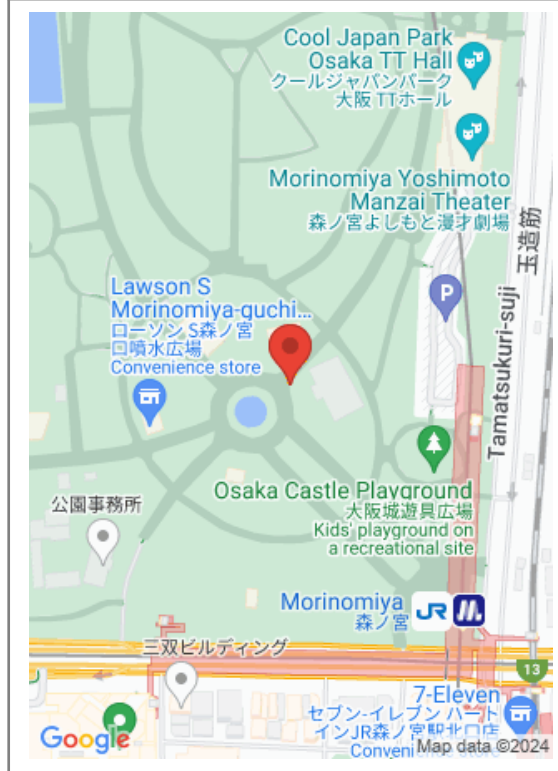 Cool Japan Park
Osaka TT Hall
クールジャパンパーク
大阪 TTホール
Morinomiya Yoshimoto
Manzai Theater
森ノ宮よしもと漫才劇場
玉造筋
Tamatsukuri-suji
P
Lawson S
Morinomiya-guchi...
ローソン S森ノ宮
口噴水広場
Convenience store
Osaka Castle Playground
大阪城遊具広場
Kids' playground on
a recreational site
公園事務所
Morinomiya
森ノ宮
JR
三双ビルディング
13
7-Eleven
セブン-イレブン ハート
インJR森ノ宮駅北口店
Convenience
Google
Map data ©2024